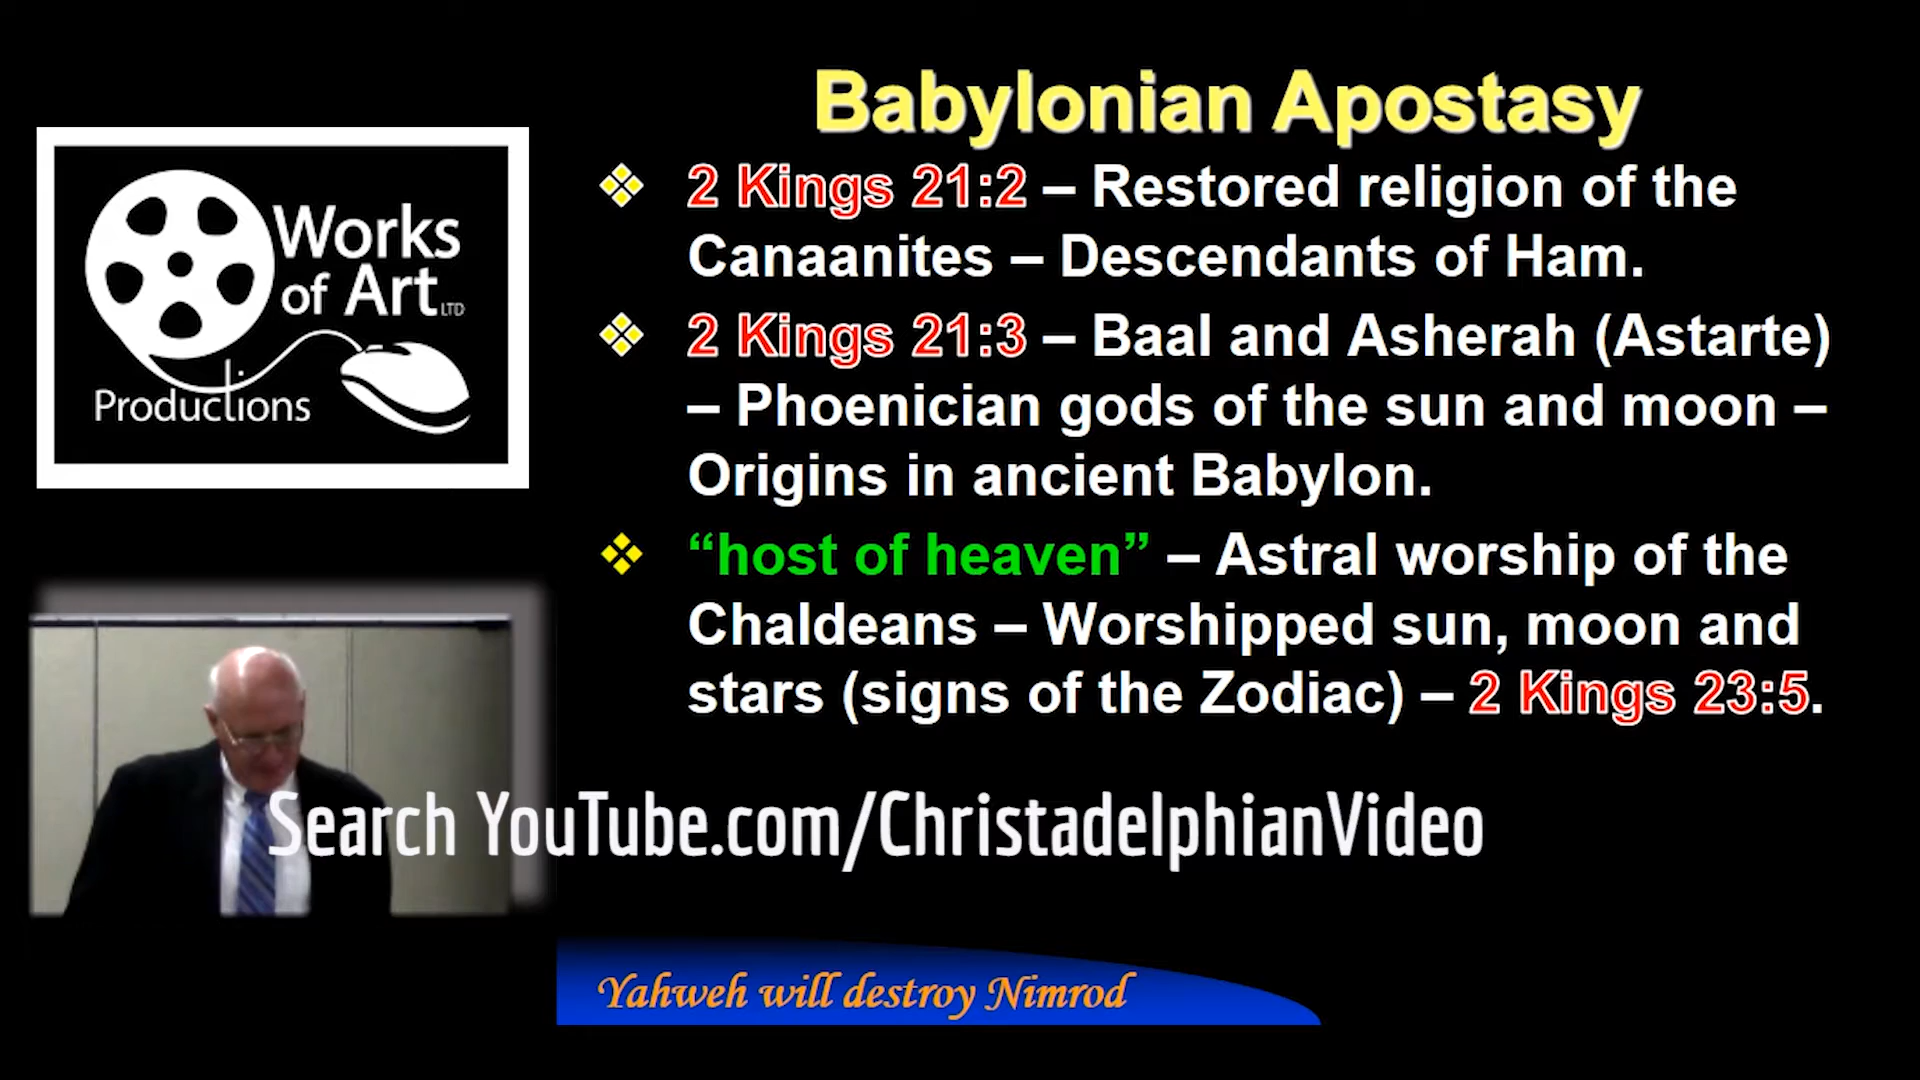 Babylonian Apostasy
2 Kings 21:2 – Restored religion of the
Canaanites – Descendants of Ham.
2 Kings 21:3 – Baal and Asherah (Astarte)
– Phoenician gods of the sun and moon –
Origins in ancient Babylon.
“host of heaven” – Astral worship of the
Chaldeans – Worshipped sun, moon and
stars (signs of the Zodiac) – 2 Kings 23:5.
Works
of Art LTD
Productions
Search YouTube.com/ChristadelphianVideo
Yahweh will destroy Nimrod